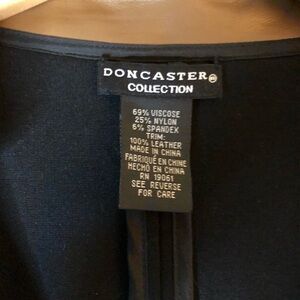 DONCASTER®
COLLECTION
69% VISCOSE
25% NYLON
6% SPANDEX
TRIM:
100% LEATHER
MADE IN CHINA
FABRIQUÉ EN CHINE
HECHO EN CHINA
RN 19061
SEE REVERSE
FOR CARE